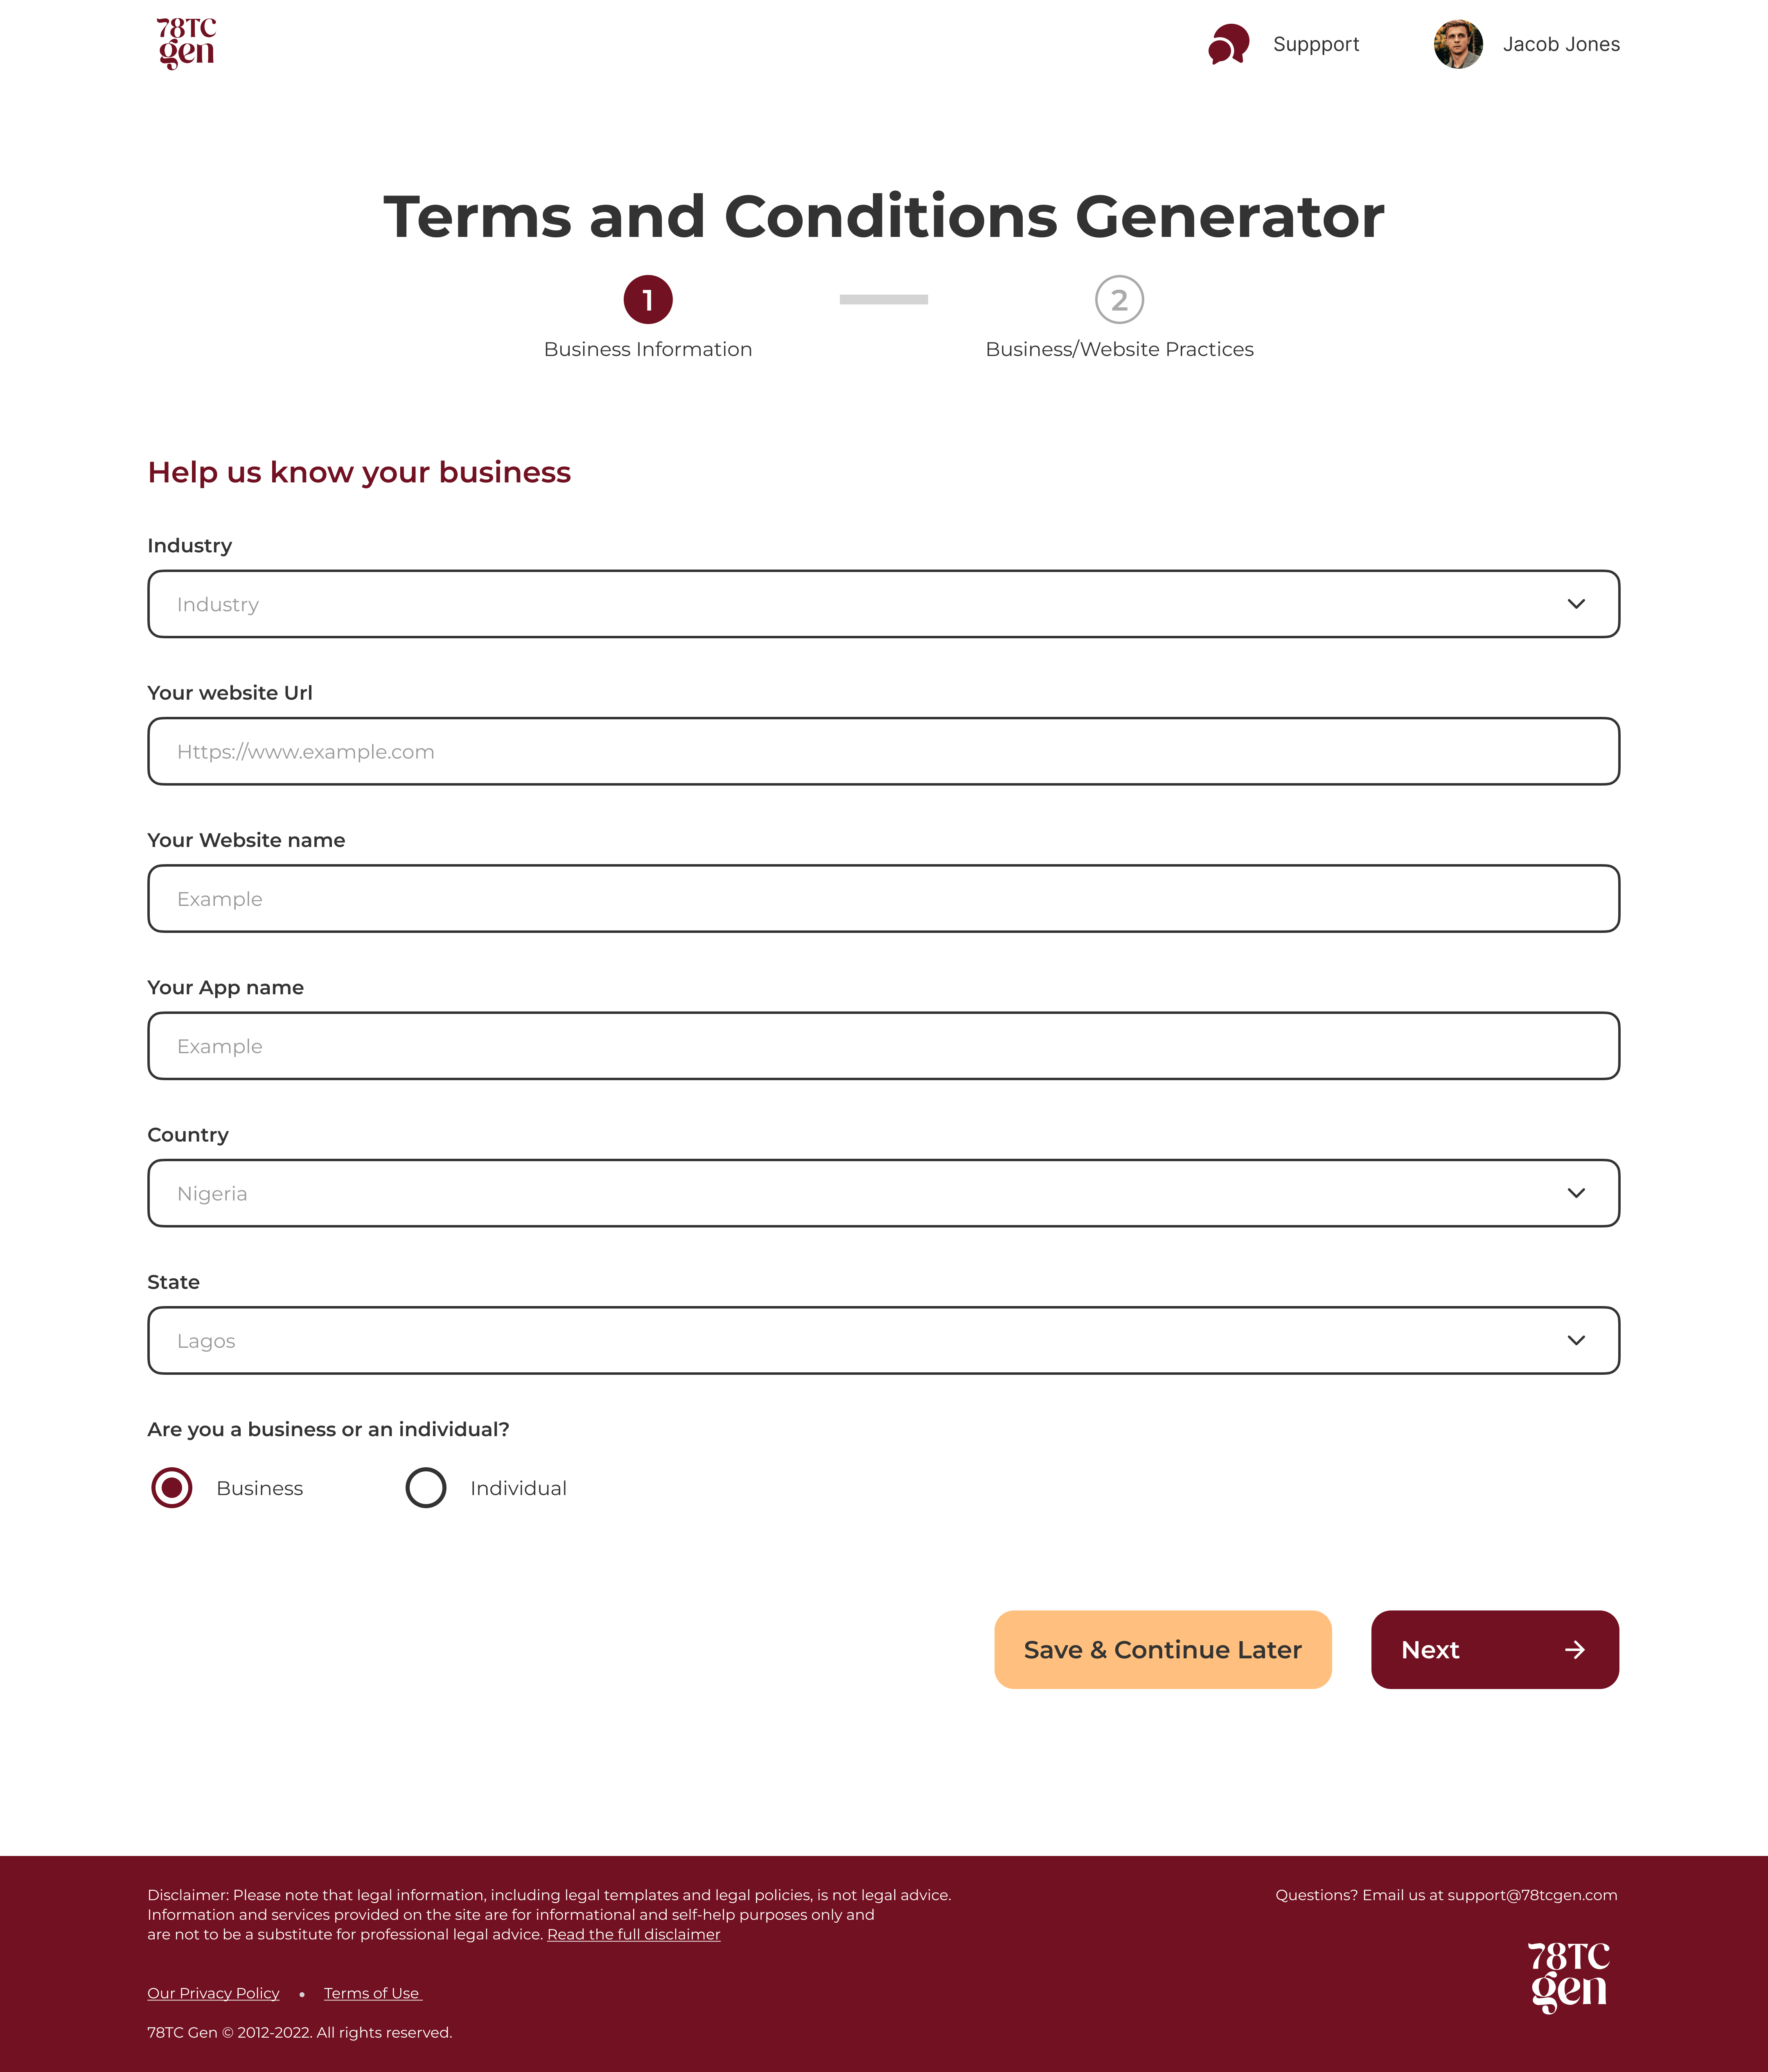 78TC
gen
Suppport
Jacob Jones
Terms and Conditions Generator
1
2
Business Information
Business/Website Practices
Help us know your business
Industry
Industry
Your website Url
Https://www.example.com
Your Website name
Example
Your App name
Example
Country
Nigeria
State
Lagos
Are you a business or an individual?
Business
Individual
Save & Continue Later
Next
Disclaimer: Please note that legal information, including legal templates and legal policies, is not legal advice.
Information and services provided on the site are for informational and self-help purposes only and
are not to be a substitute for professional legal advice. Read the full disclaimer
Questions? Email us at support@78tcgen.com
78TC
gen
Our Privacy Policy • Terms of Use
78TC Gen © 2012-2022. All rights reserved.